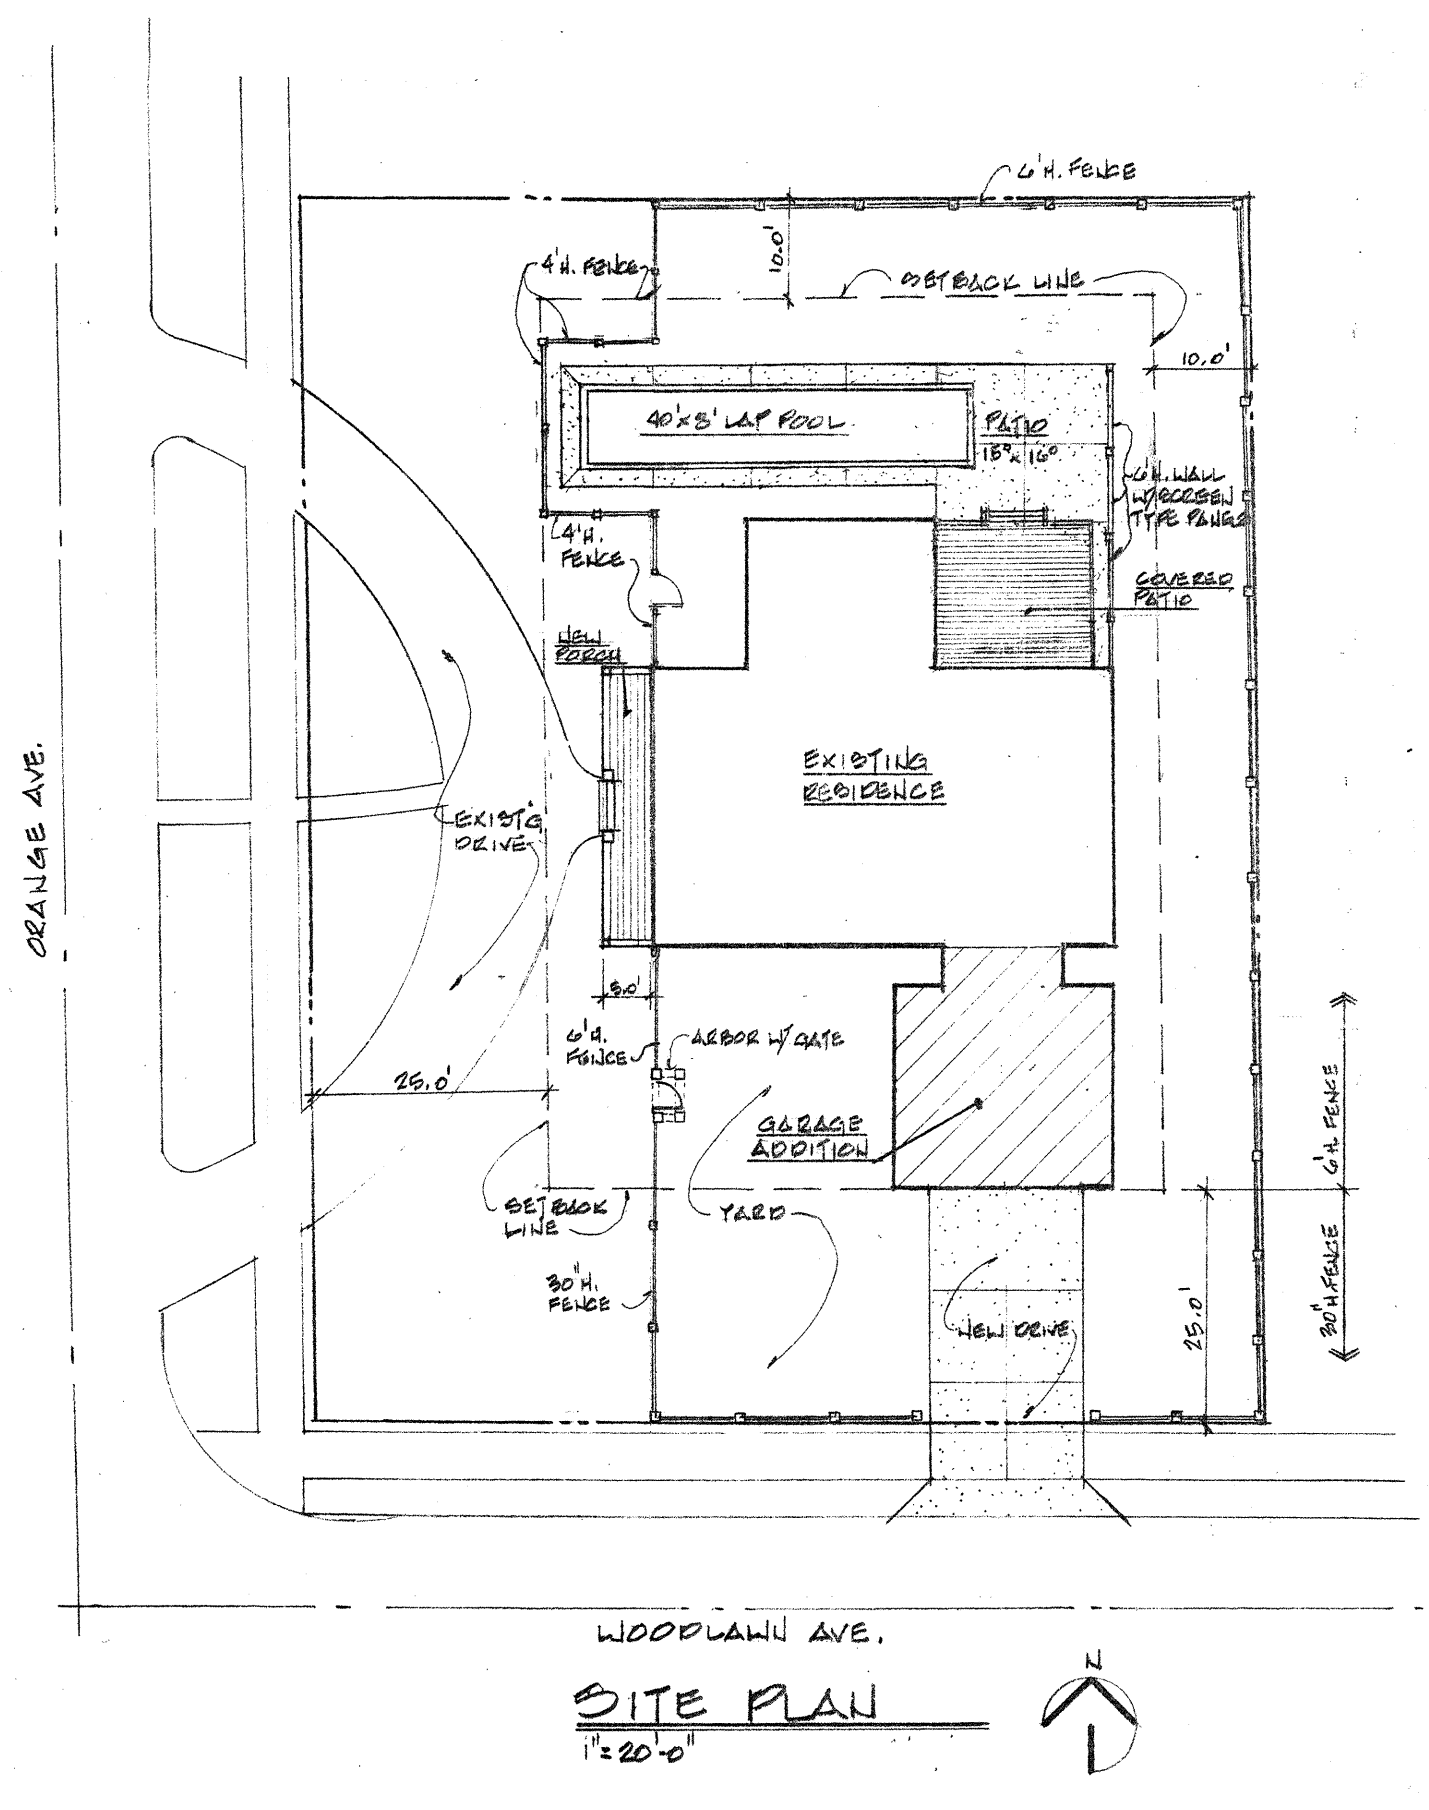 6'H. FENCE
10.0'
4'H. FENCE
SETBACK LINE
10.0'
40'x8' LAP POOL
PATIO
15⁰x16⁰
6'H. WALL
W/SCREEN
TYPE PANELS
4'H.
FENCE
COVERED
PATIO
NEW
PORCH
EXISTING
RESIDENCE
EXIST'G
DRIVE
ORANGE AVE.
5.0'
6'H.
FENCE
ARBOR W/ GATE
25.0'
GARAGE
ADDITION
6'H. FENCE
SETBACK
LINE
YARD
30"H.
FENCE
NEW DRIVE
25.0'
30"H. FENCE
WOODLAWN AVE.
SITE PLAN
1"=20'-0"
N